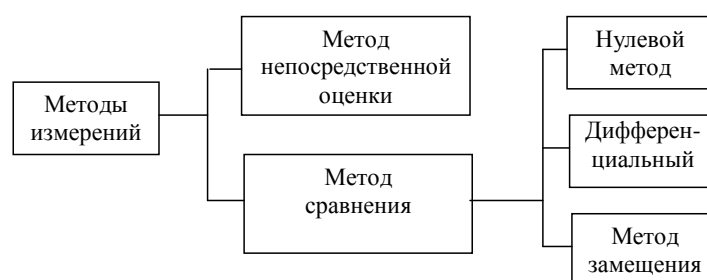 Методы
измерений
Метод
непосредственной
оценки
Метод
сравнения
Нулевой
метод
Дифферен-
циальный
Метод
замещения